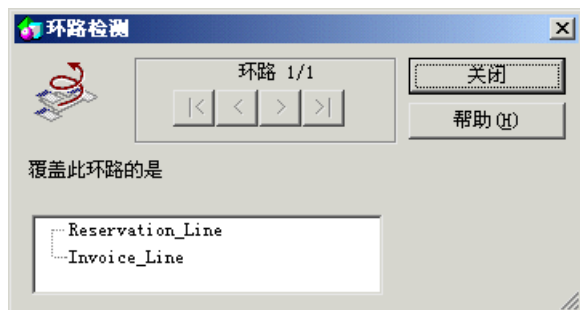 环路检测
环路 1/1
|< < > >|
关闭
帮助(H)
覆盖此环路的是
Reservation_Line
Invoice_Line